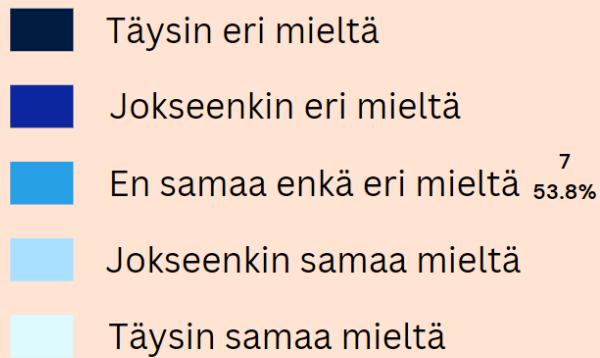 Täysin eri mieltä
Jokseenkin eri mieltä
En samaa enkä eri mieltä
7
53.8%
Jokseenkin samaa mieltä
Täysin samaa mieltä